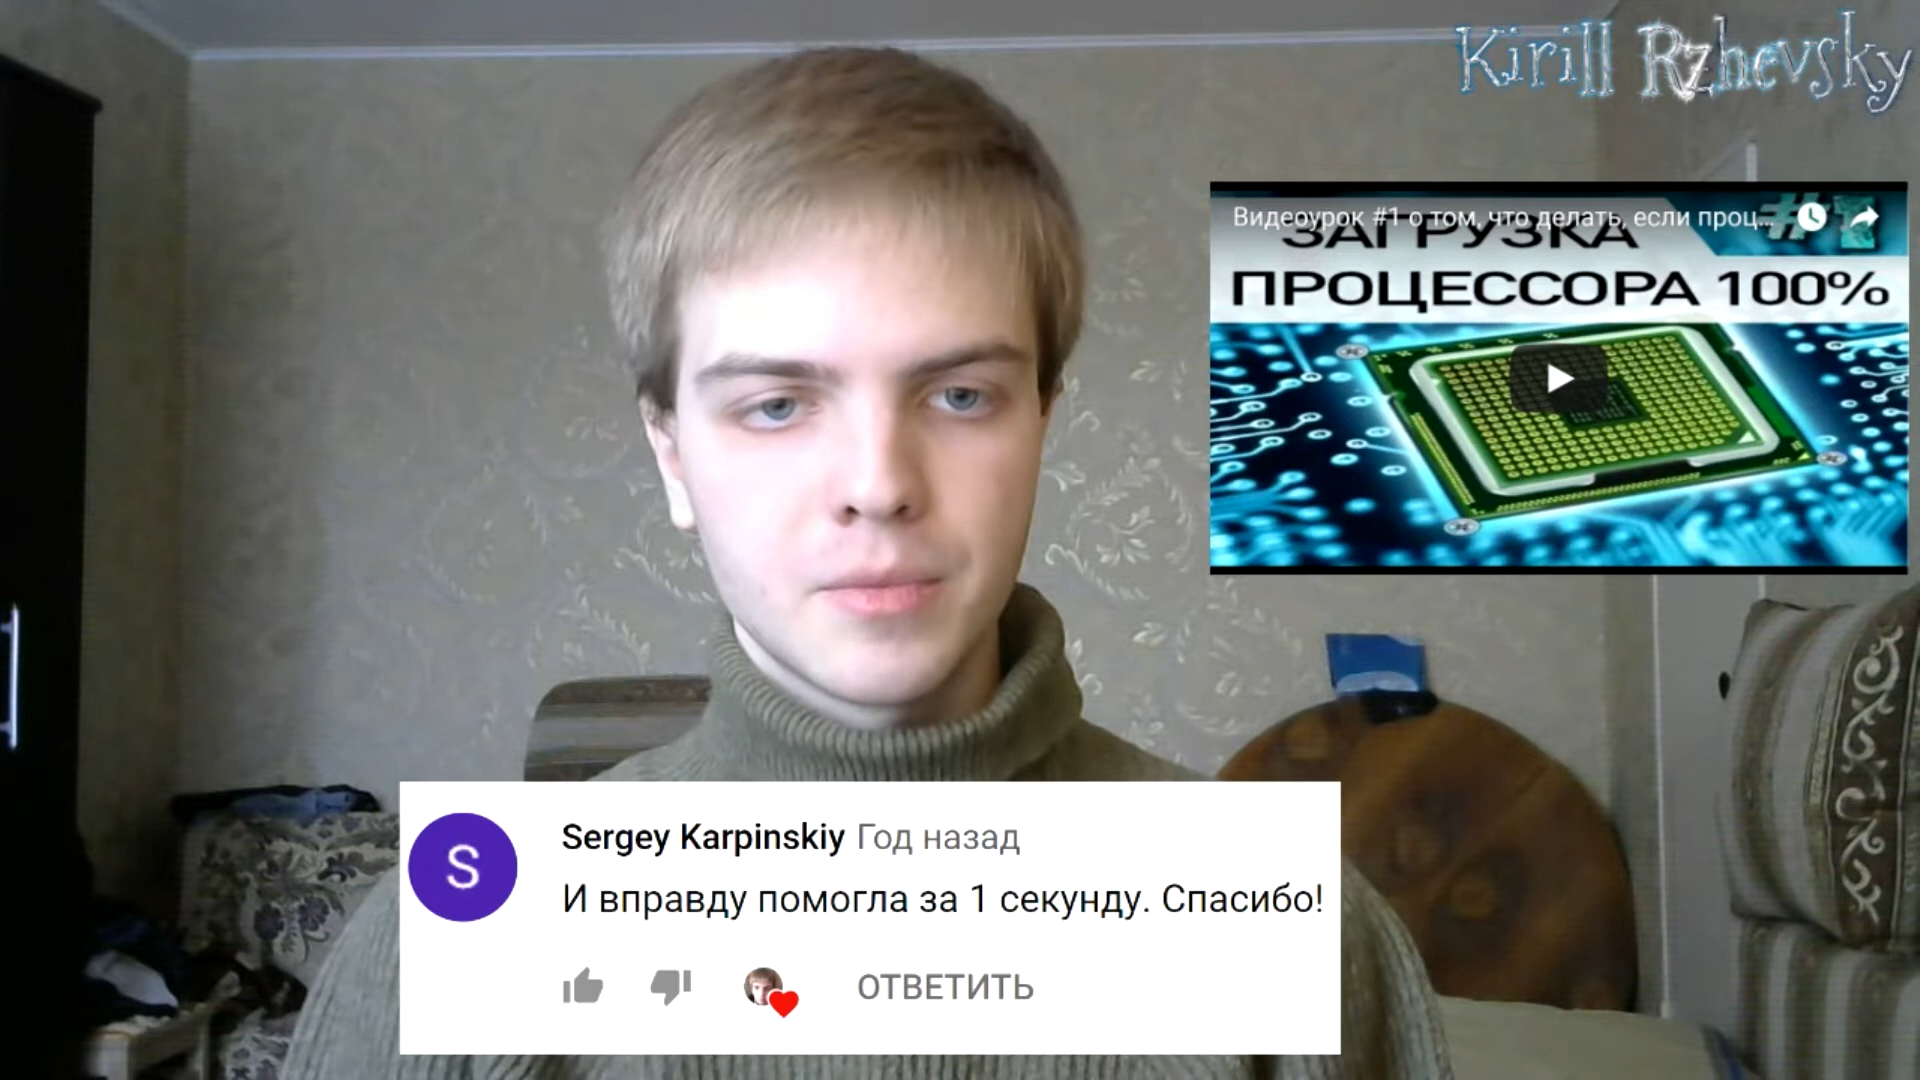 Kirill Rzhevsky
Видеоурок #1 о том, что делать, если проц...
#1
ЗАГРУЗКА
ПРОЦЕССОРА 100%
S
Sergey Karpinskiy Год назад
И вправду помогла за 1 секунду. Спасибо!
ОТВЕТИТЬ